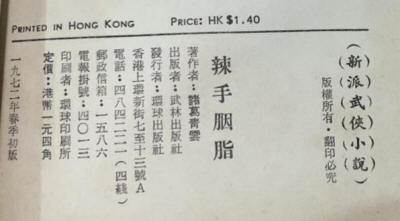 PRINTED IN HONG KONG PRICE: HK $1.40
(新派武俠小說)
版權所有·翻印必究
辣手胭脂
著作者：諸葛青雲
出版者：武林出版社
發行者：環球出版社
香港上環新街七至十三號A
電話：四八四二二一(四綫)
郵政信箱：一五八六
電報掛號：四〇一三
印刷者：環球印刷所
定價：港幣一元四角
一九七二年春季初版